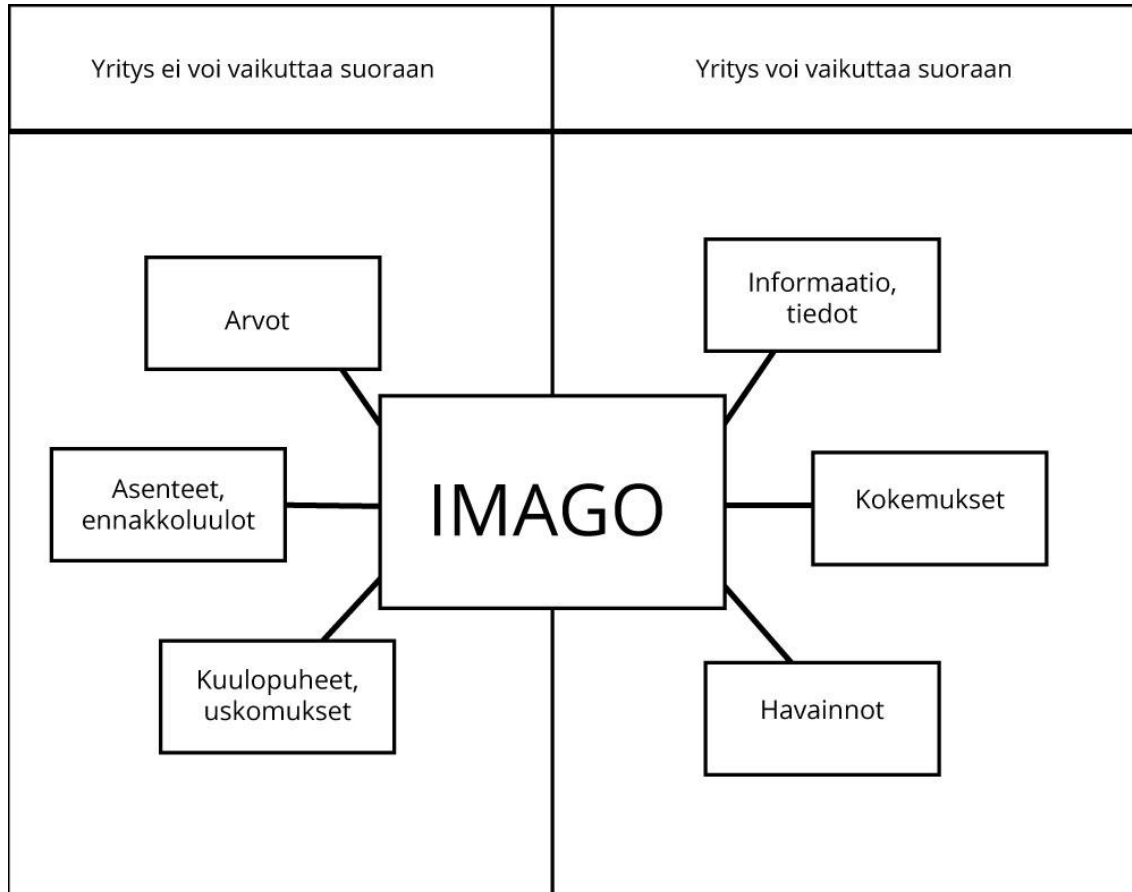 Yritys ei voi vaikuttaa suoraan
Yritys voi vaikuttaa suoraan
Arvot
Asenteet,
ennakkoluulot
Kuulopuheet,
uskomukset
IMAGO
Informaatio,
tiedot
Kokemukset
Havainnot